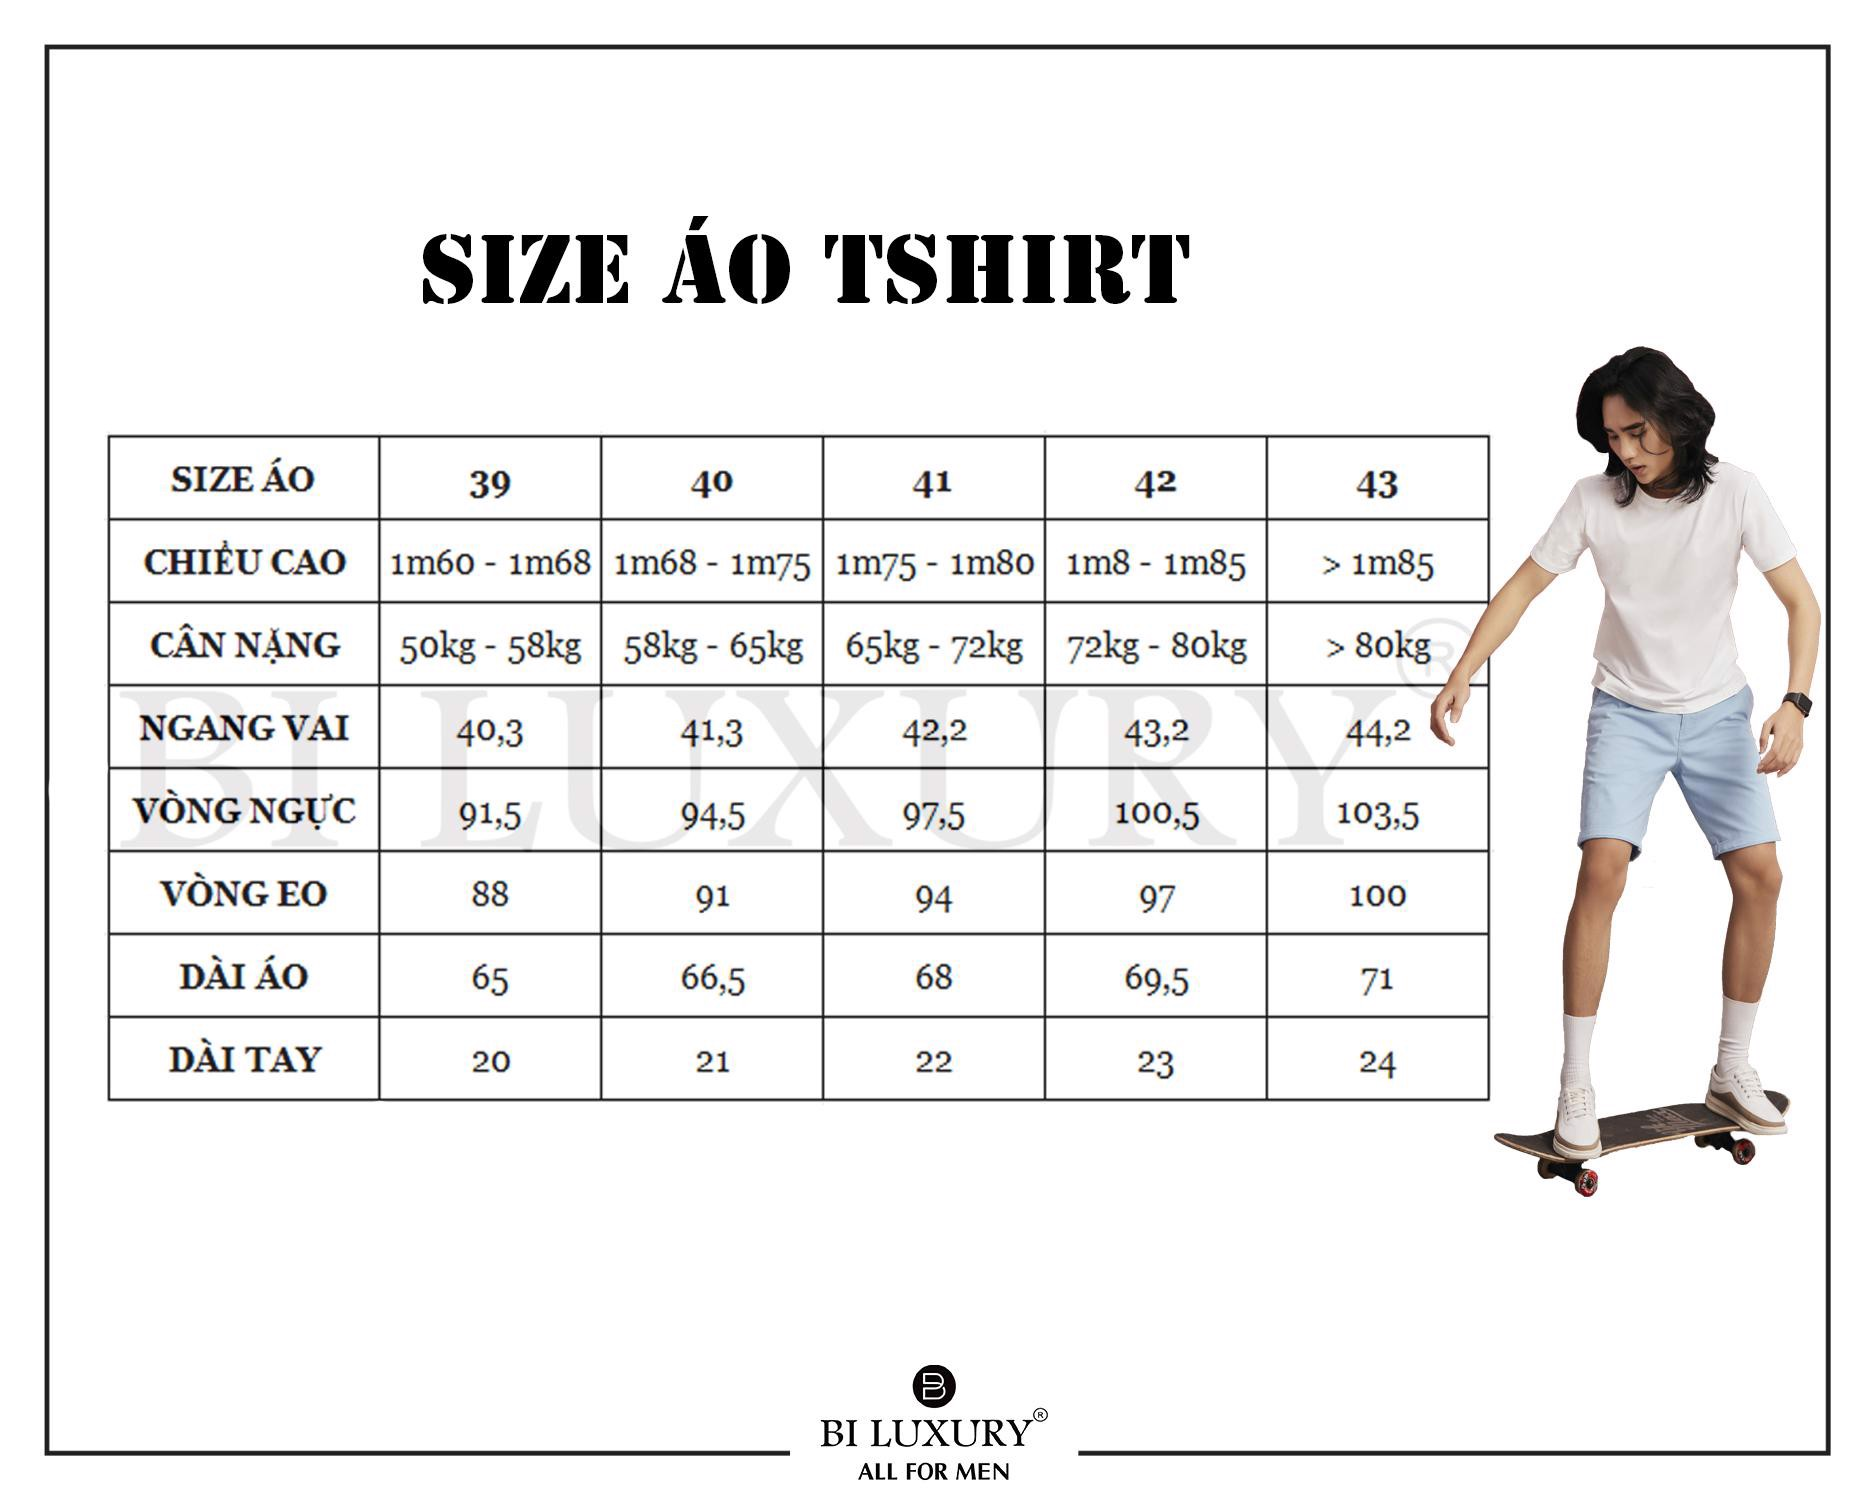 SIZE ÁO TSHIRT
SIZE ÁO 39 40 41 42 43
CHIỀU CAO 1m60 - 1m68 1m68 - 1m75 1m75 - 1m80 1m8 - 1m85 > 1m85
CÂN NẶNG 50kg - 58kg 58kg - 65kg 65kg - 72kg 72kg - 80kg > 80kg
NGANG VAI 40,3 41,3 42,2 43,2 44,2
VÒNG NGỰC 91,5 94,5 97,5 100,5 103,5
VÒNG EO 88 91 94 97 100
DÀI ÁO 65 66,5 68 69,5 71
DÀI TAY 20 21 22 23 24
BI LUXURY®
B
BI LUXURY®
ALL FOR MEN